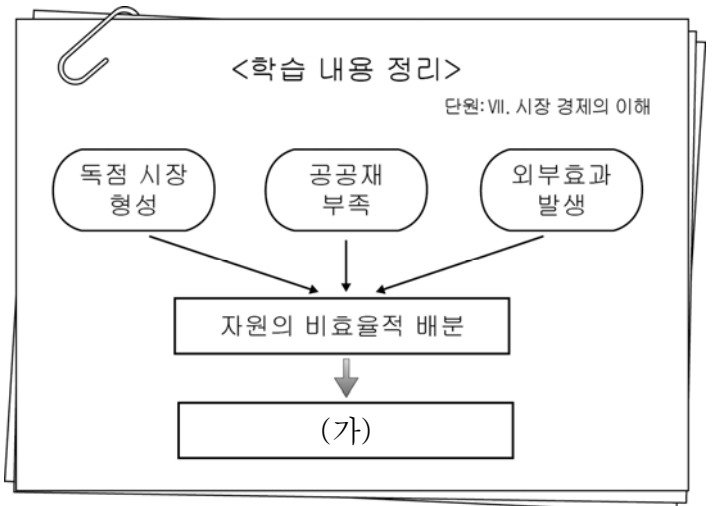 <학습 내용 정리>
단원: Ⅶ. 시장 경제의 이해
독점 시장
형성
공공재
부족
외부효과
발생
자원의 비효율적 배분
(가)